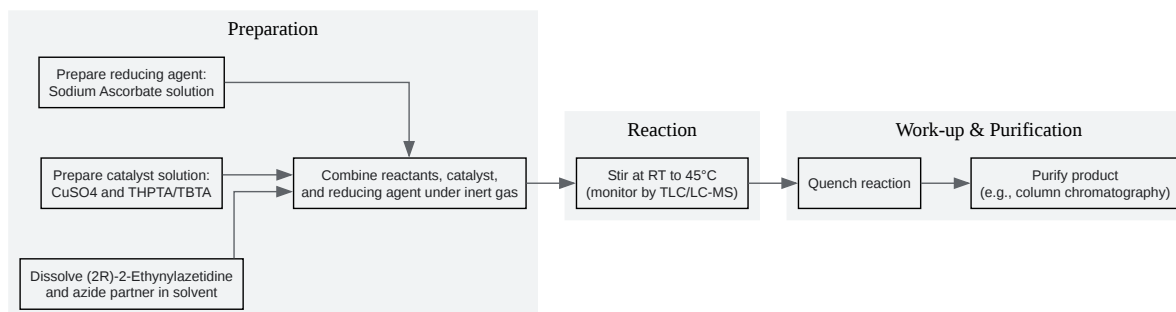 Preparation
Prepare reducing agent:
Sodium Ascorbate solution
Prepare catalyst solution:
CuSO4 and THPTA/TBTA
Dissolve (2R)-2-Ethynylazetidine
and azide partner in solvent
Combine reactants, catalyst,
and reducing agent under inert gas
Reaction
Stir at RT to 45°C
(monitor by TLC/LC-MS)
Work-up & Purification
Quench reaction
Purify product
(e.g., column chromatography)